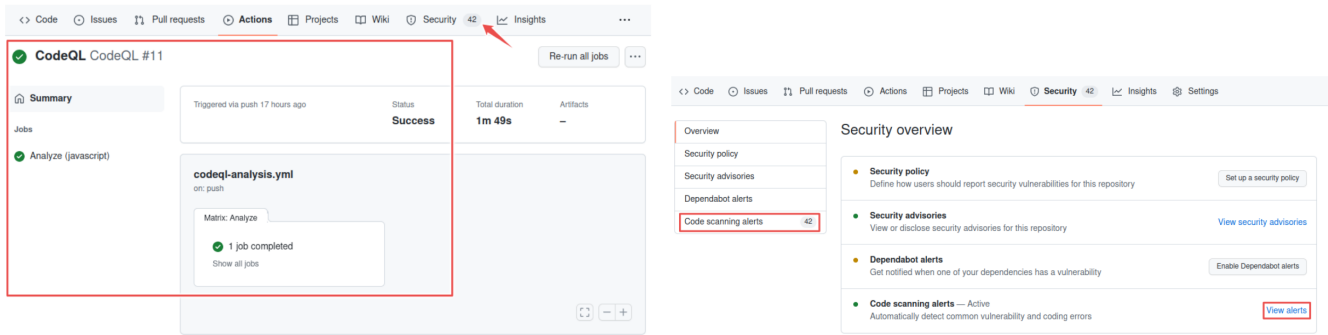 Code Issues Pull requests Actions Projects Wiki Security 42 Insights ...
CodeQL CodeQL #11
Re-run all jobs ...
Summary
Jobs
Analyze (javascript)
Triggered via push 17 hours ago
Status
Success
Total duration
1m 49s
Artifacts
–
codeql-analysis.yml
on: push
Matrix: Analyze
1 job completed
Show all jobs
Code Issues Pull requests Actions Projects Wiki Security 42 Insights Settings
Overview
Security policy
Security advisories
Dependabot alerts
Code scanning alerts 42
Security overview
Security policy
Define how users should report security vulnerabilities for this repository
Set up a security policy
Security advisories
View or disclose security advisories for this repository
View security advisories
Dependabot alerts
Get notified when one of your dependencies has a vulnerability
Enable Dependabot alerts
Code scanning alerts — Active
Automatically detect common vulnerability and coding errors
View alerts